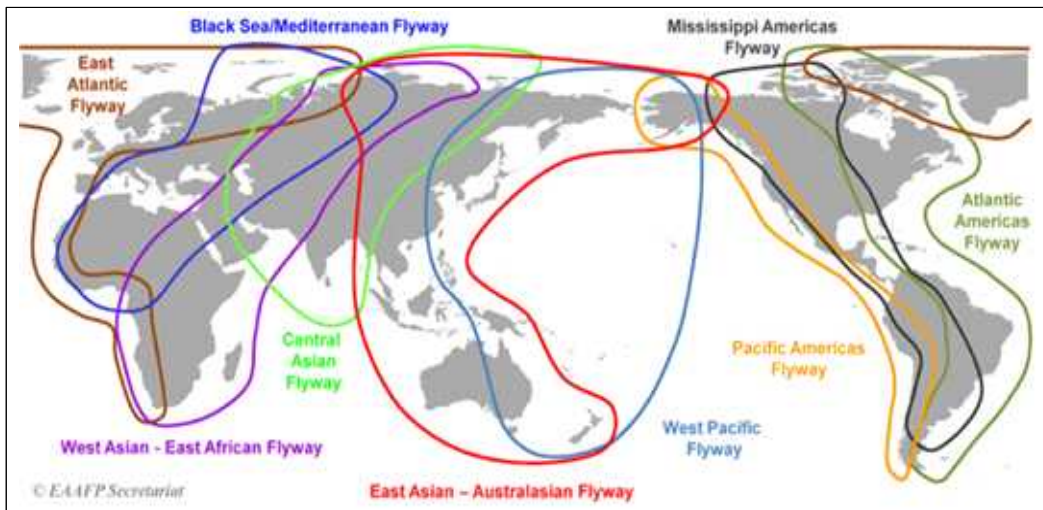 Black Sea/Mediterranean Flyway
Mississippi Americas
Flyway
East
Atlantic
Flyway
Atlantic
Americas
Flyway
Central
Asian
Flyway
Pacific Americas
Flyway
West Asian - East African Flyway
West Pacific
Flyway
© EAAFP Secretariat
East Asian – Australasian Flyway